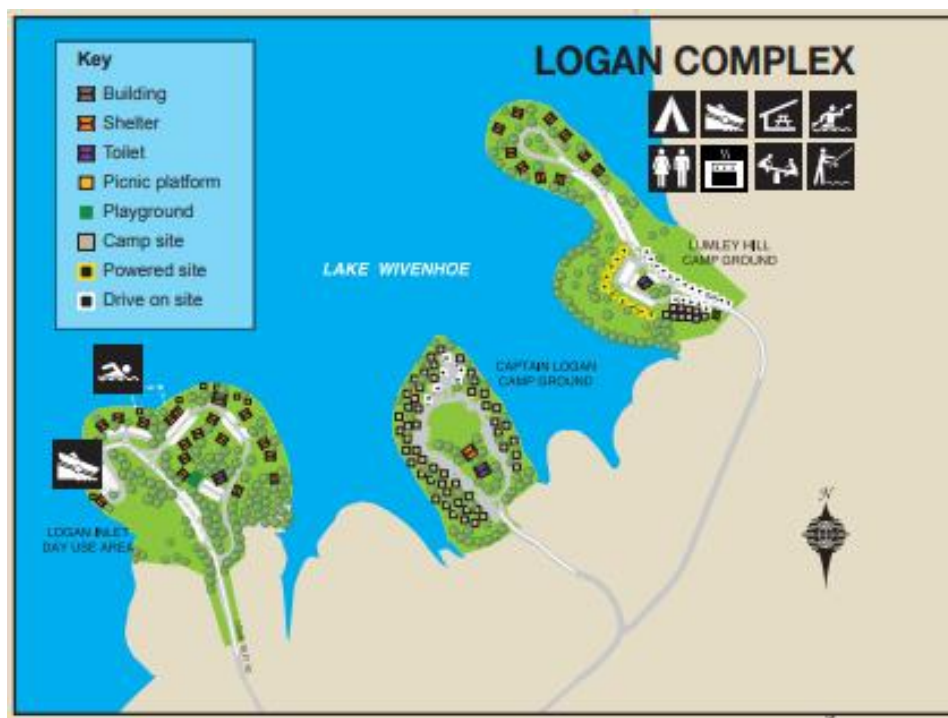 LOGAN COMPLEX
Key
Building
Shelter
Toilet
Picnic platform
Playground
Camp site
Powered site
Drive on site
LUMLEY HILL
CAMP GROUND
LAKE WIVENHOE
CAPTAIN LOGAN
CAMP GROUND
LOGAN INLET
DAY USE AREA
N